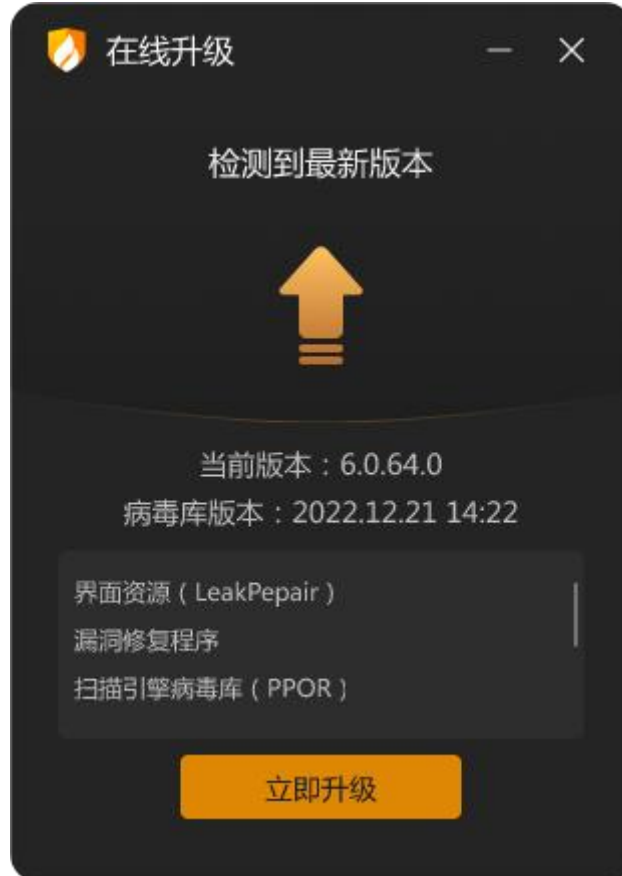 在线升级
检测到最新版本
当前版本：6.0.64.0
病毒库版本：2022.12.21 14:22
界面资源（LeakPepair）
漏洞修复程序
扫描引擎病毒库（PPOR）
立即升级